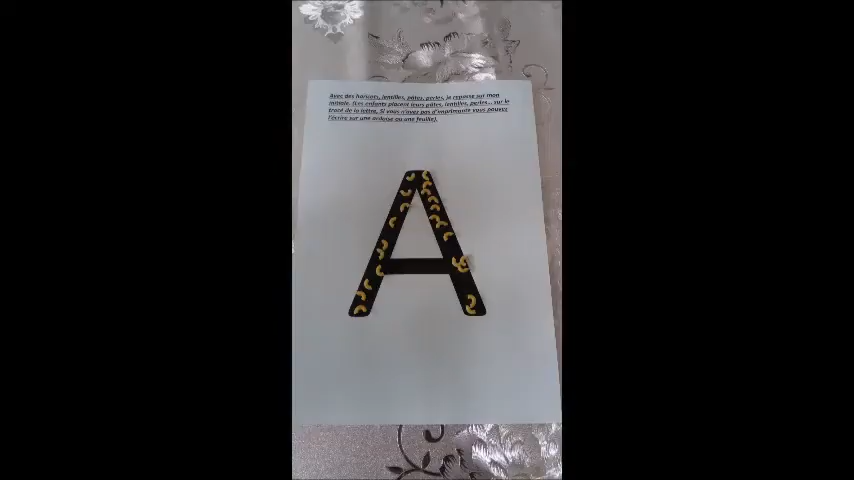 Avec des haricots, lentilles, pâtes, perles, je repasse sur mon
initiale. (Les enfants placent leurs pâtes, lentilles, perles... sur le
tracé de la lettre. Si vous n'avez pas d'imprimante vous pouvez
l'écrire sur une ardoise ou une feuille).
A